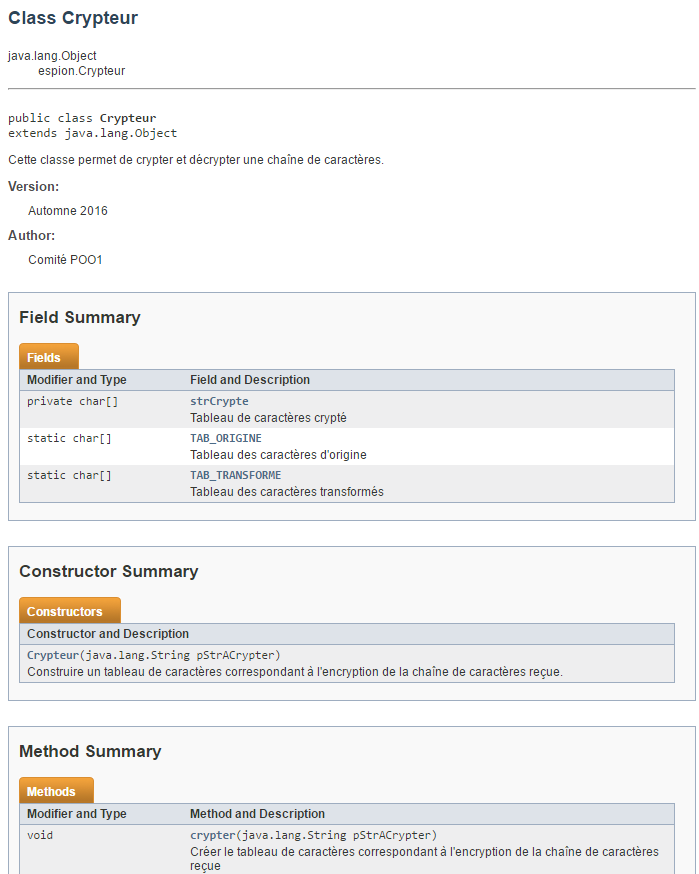 Class Crypteur
java.lang.Object
espion.Crypteur
public class Crypteur
extends java.lang.Object
Cette classe permet de crypter et décrypter une chaîne de caractères.
Version:
Automne 2016
Author:
Comité POO1
Field Summary
Fields
Modifier and Type Field and Description
private char[] strCrypte
Tableau de caractères crypté
static char[] TAB_ORIGINE
Tableau des caractères d'origine
static char[] TAB_TRANSFORME
Tableau des caractères transformés
Constructor Summary
Constructors
Constructor and Description
Crypteur(java.lang.String pStrACrypter)
Construire un tableau de caractères correspondant à l'encryption de la chaîne de caractères reçue.
Method Summary
Methods
Modifier and Type Method and Description
void crypter(java.lang.String pStrACrypter)
Créer le tableau de caractères correspondant à l'encryption de la chaîne de caractères
reçue